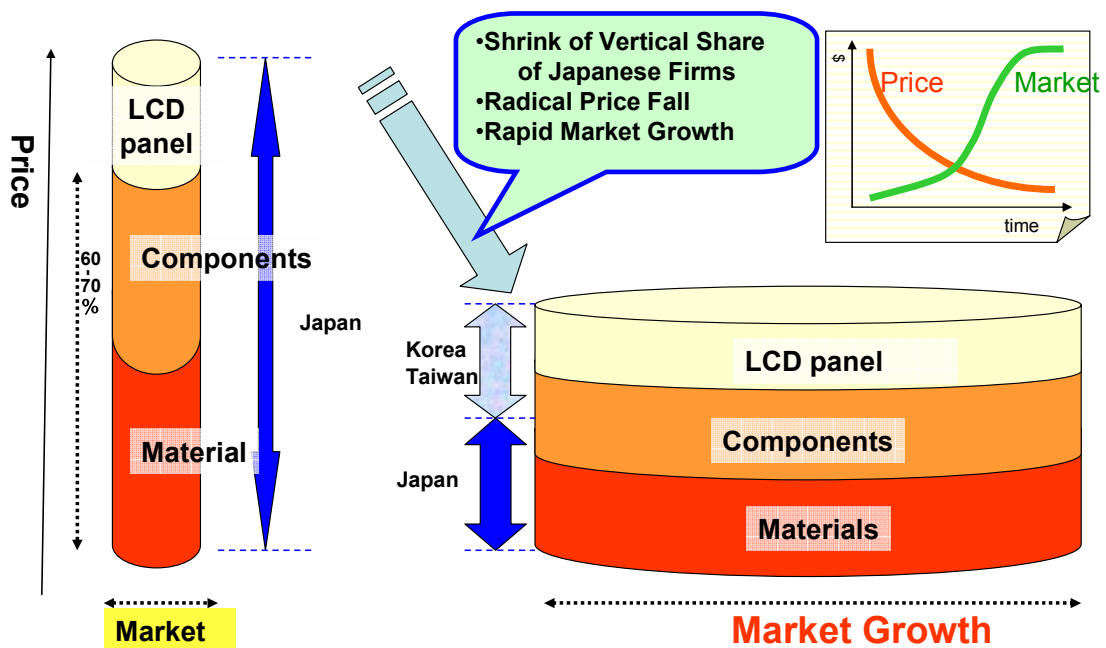 Price
LCD
panel
Components
Material
60
-
70
%
Japan
Market
•Shrink of Vertical Share
of Japanese Firms
•Radical Price Fall
•Rapid Market Growth
$
Price
Market
time
Korea
Taiwan
Japan
LCD panel
Components
Materials
Market Growth